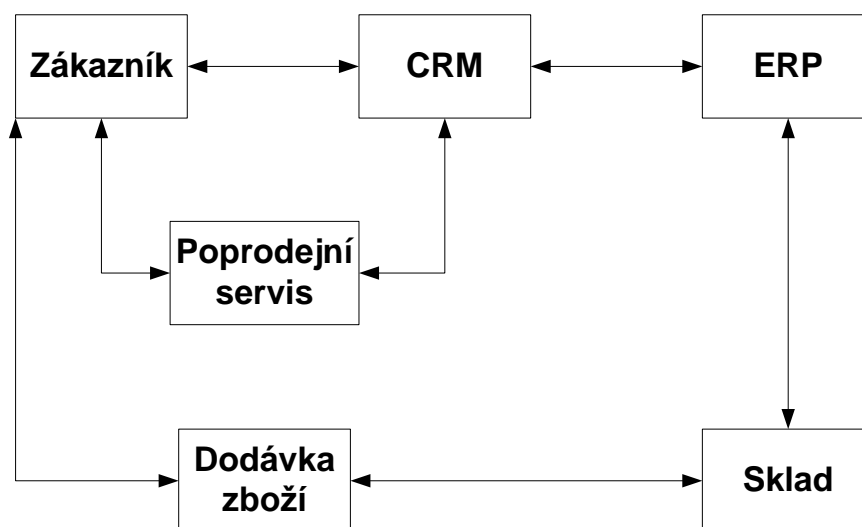 Zákazník
CRM
ERP
Poprodejní
servis
Dodávka
zboží
Sklad